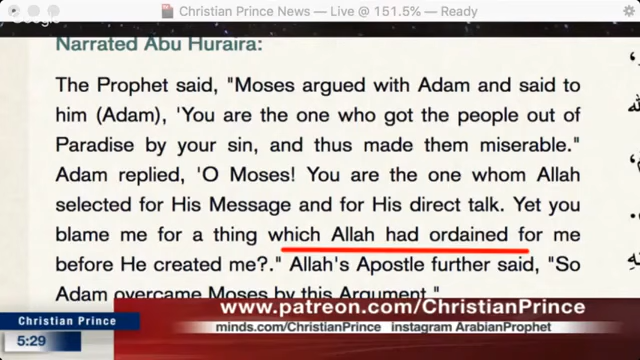 Christian Prince News — Live @ 151.5% — Ready
Google
Narrated Abu Huraira:
The Prophet said, "Moses argued with Adam and said to
him (Adam), 'You are the one who got the people out of
Paradise by your sin, and thus made them miserable."
Adam replied, 'O Moses! You are the one whom Allah
selected for His Message and for His direct talk. Yet you
blame me for a thing which Allah had ordained for me
before He created me?." Allah's Apostle further said, "So
Adam overcame Moses by this Argument."
www.patreon.com/ChristianPrince
Christian Prince
minds.com/ChristianPrince instagram ArabianProphet
5:29